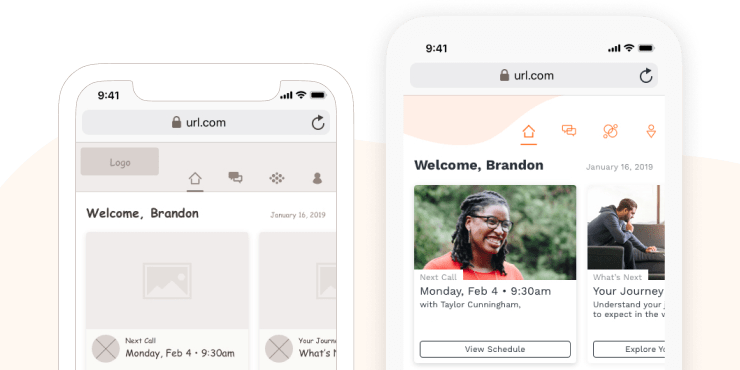 9:41
url.com
Logo
Welcome, Brandon
January 16, 2019
Next Call
Monday, Feb 4 • 9:30am
Your
What's
9:41
url.com
Welcome, Brandon
January 16, 2019
Next Call
Monday, Feb 4 • 9:30am
with Taylor Cunningham,
View Schedule
What's Next
Your Journey
Understand your
to expect in the
Explore